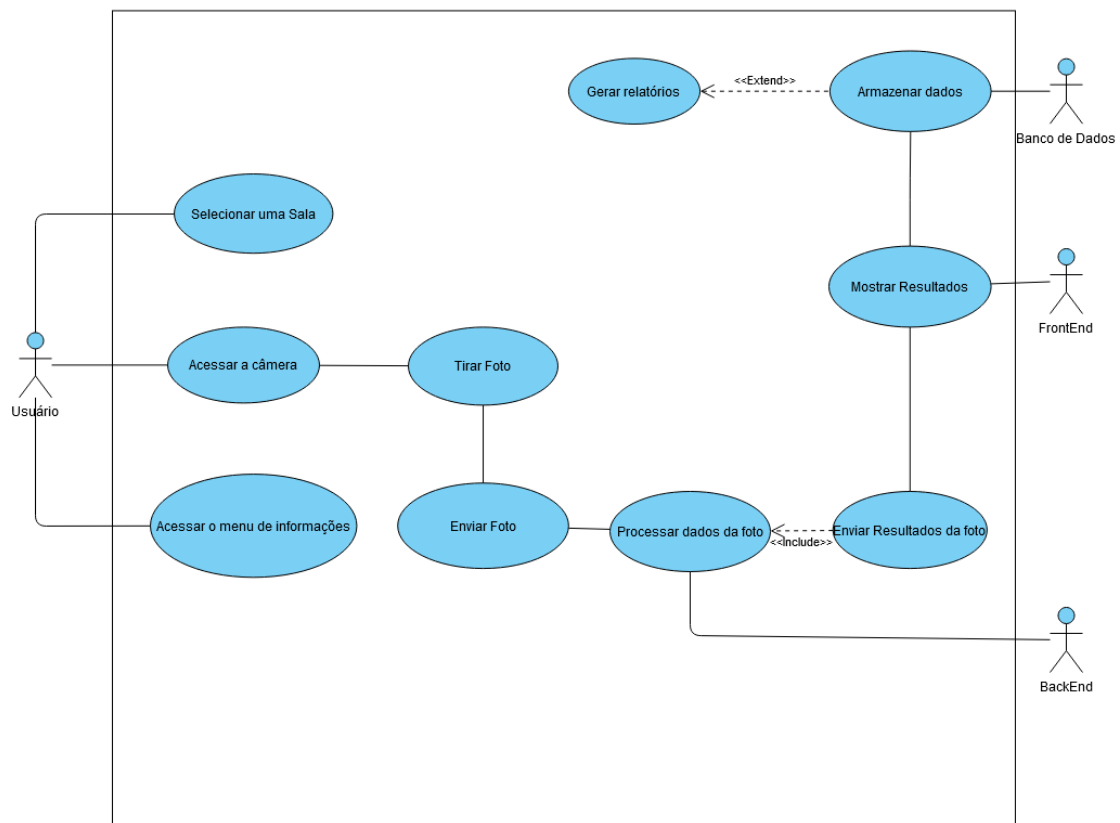 Gerar relatórios
<<Extend>>
Armazenar dados
Banco de Dados
Selecionar uma Sala
Mostrar Resultados
FrontEnd
Usuário
Acessar a câmera
Tirar Foto
Acessar o menu de informações
Enviar Foto
Processar dados da foto
<<Include>>
Enviar Resultados da foto
BackEnd